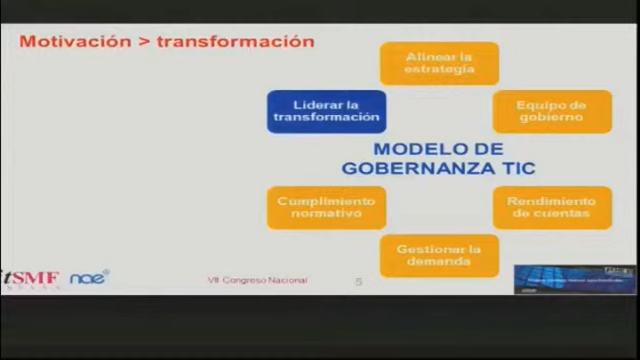 Motivación > transformación
Alinear la
estrategia
Liderar la
transformación
Equipo de
gobierno
MODELO DE
GOBERNANZA TIC
Cumplimiento
normativo
Rendimiento
de cuentas
Gestionar la
demanda
itSMF nae
VII Congreso Nacional
5